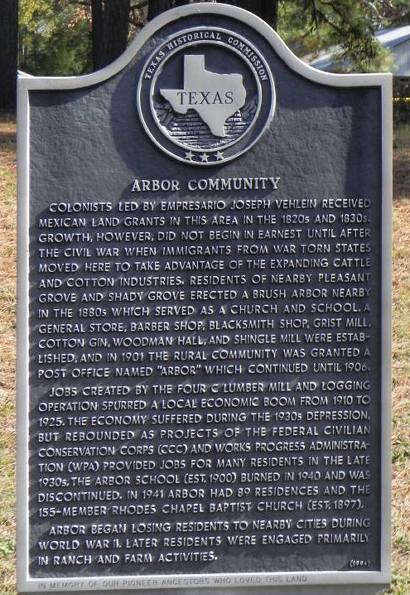 TEXAS HISTORICAL COMMISSION
TEXAS
ARBOR COMMUNITY
COLONISTS LED BY EMPRESARIO JOSEPH VEHLEIN RECEIVED
MEXICAN LAND GRANTS IN THIS AREA IN THE 1820s AND 1830s.
GROWTH, HOWEVER, DID NOT BEGIN IN EARNEST UNTIL AFTER
THE CIVIL WAR WHEN IMMIGRANTS FROM WAR TORN STATES
MOVED HERE TO TAKE ADVANTAGE OF THE EXPANDING CATTLE
AND COTTON INDUSTRIES. RESIDENTS OF NEARBY PLEASANT
GROVE AND SHADY GROVE ERECTED A BRUSH ARBOR NEARBY
IN THE 1880s WHICH SERVED AS A CHURCH AND SCHOOL. A
GENERAL STORE, BARBER SHOP, BLACKSMITH SHOP, GRIST MILL,
COTTON GIN, WOODMAN HALL, AND SHINGLE MILL WERE ESTAB-
LISHED, AND IN 1901 THE RURAL COMMUNITY WAS GRANTED A
POST OFFICE NAMED "ARBOR" WHICH CONTINUED UNTIL 1906.
JOBS CREATED BY THE FOUR C LUMBER MILL AND LOGGING
OPERATION SPURRED A LOCAL ECONOMIC BOOM FROM 1910 TO
1925. THE ECONOMY SUFFERED DURING THE 1930s DEPRESSION,
BUT REBOUNDED AS PROJECTS OF THE FEDERAL CIVILIAN
CONSERVATION CORPS (CCC) AND WORKS PROGRESS ADMINISTRA-
TION (WPA) PROVIDED JOBS FOR MANY RESIDENTS IN THE LATE
1930s. THE ARBOR SCHOOL (EST. 1900) BURNED IN 1940 AND WAS
DISCONTINUED. IN 1941 ARBOR HAD 89 RESIDENTS AND THE
155-MEMBER RHODES CHAPEL BAPTIST CHURCH (EST. 1897).
ARBOR BEGAN LOSING RESIDENTS TO NEARBY CITIES DURING
WORLD WAR II. LATER RESIDENTS WERE ENGAGED PRIMARILY
IN RANCH AND FARM ACTIVITIES.
IN MEMORY OF OUR PIONEER ANCESTORS WHO LOVED THIS LAND